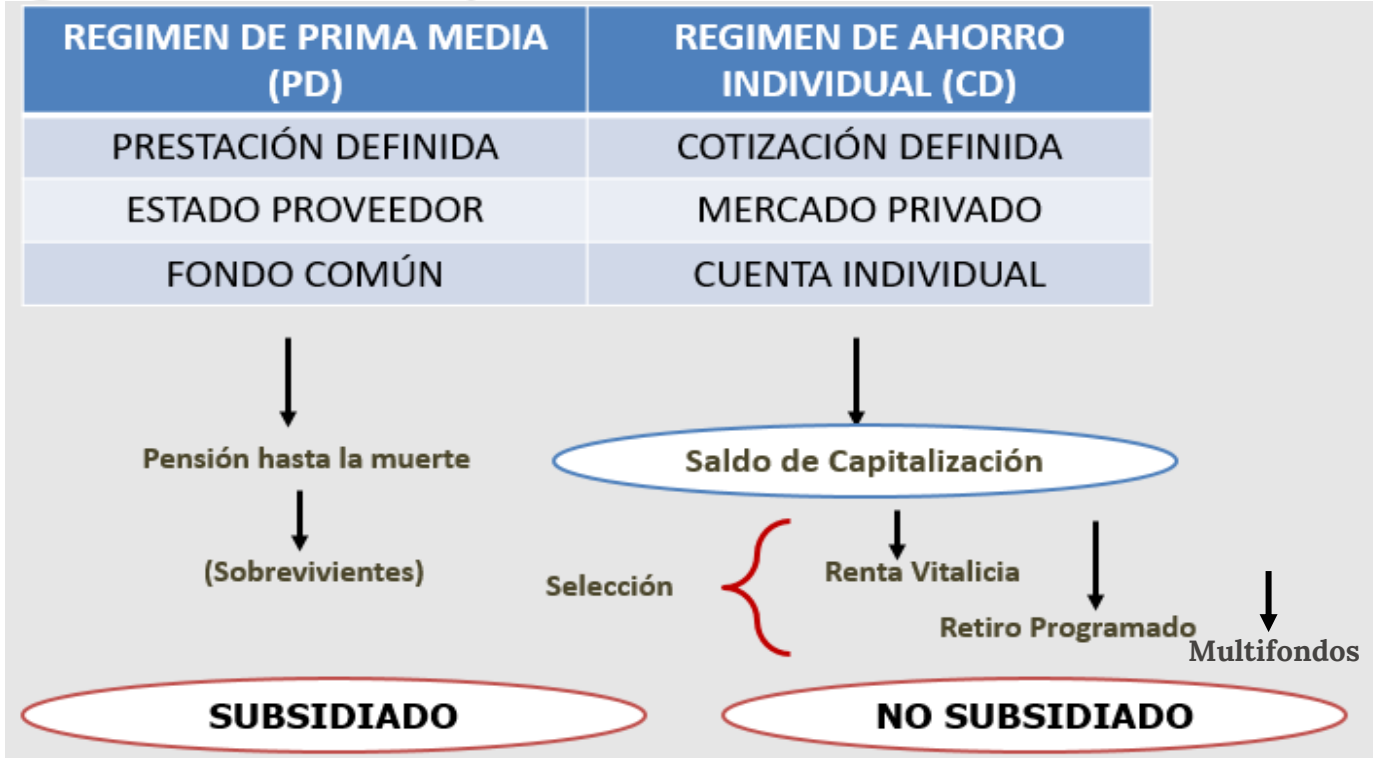 REGIMEN DE PRIMA MEDIA
(PD)
REGIMEN DE AHORRO
INDIVIDUAL (CD)
PRESTACIÓN DEFINIDA
COTIZACIÓN DEFINIDA
ESTADO PROVEEDOR
MERCADO PRIVADO
FONDO COMÚN
CUENTA INDIVIDUAL
Pensión hasta la muerte
Saldo de Capitalización
(Sobrevivientes)
Selección
Renta Vitalicia
Retiro Programado
Multifondos
SUBSIDIADO
NO SUBSIDIADO